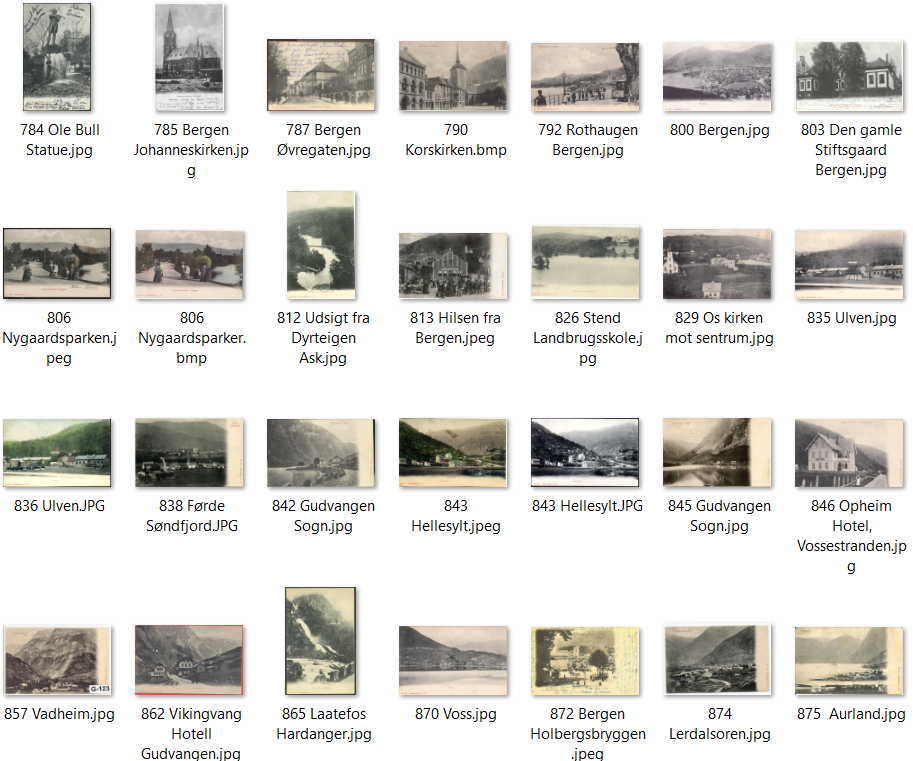 784 Ole Bull
Statue.jpg
785 Bergen
Johanneskirken.jp
g
787 Bergen
Øvregaten.jpg
790
Korskirken.bmp
792 Rothaugen
Bergen.jpg
800 Bergen.jpg
803 Den gamle
Stiftsgaard
Bergen.jpg
806
Nygaardsparken.j
peg
806
Nygaardsparker.
bmp
812 Udsigt fra
Dyrteigen
Ask.jpg
813 Hilsen fra
Bergen.jpeg
826 Stend
Landbrugsskole.j
pg
829 Os kirken
mot sentrum.jpg
835 Ulven.jpg
836 Ulven.JPG
838 Førde
Søndfjord.JPG
842 Gudvangen
Sogn.jpg
843
Hellesylt.jpeg
843 Hellesylt.JPG
845 Gudvangen
Sogn.jpg
846 Opheim
Hotel,
Vossestranden.jp
g
G-123
857 Vadheim.jpg
862 Vikingvang
Hotell
Gudvangen.jpg
865 Laatefos
Hardanger.jpg
870 Voss.jpg
872 Bergen
Holbergsbryggen
.jpeg
874
Lerdalsoren.jpg
875  Aurland.jpg